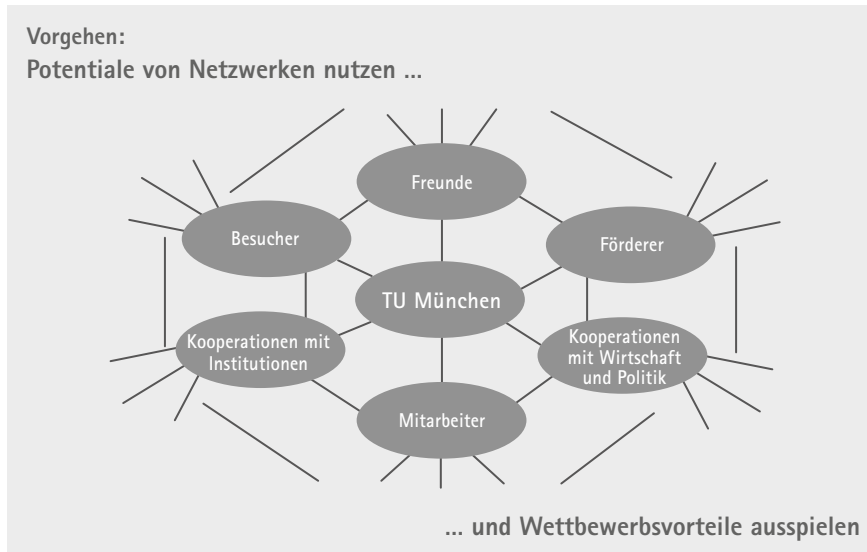 Vorgehen:
Potentiale von Netzwerken nutzen ...
Freunde
Besucher
Förderer
TU München
Kooperationen mit
Institutionen
Kooperationen
mit Wirtschaft
und Politik
Mitarbeiter
... und Wettbewerbsvorteile ausspielen